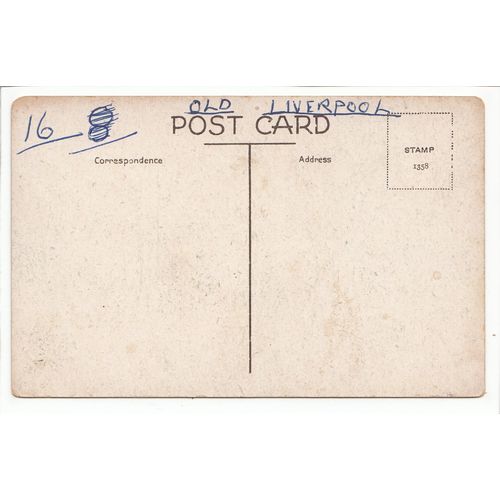 OLD LIVERPOOL
16 8
POST CARD
Correspondence Address
STAMP
1358